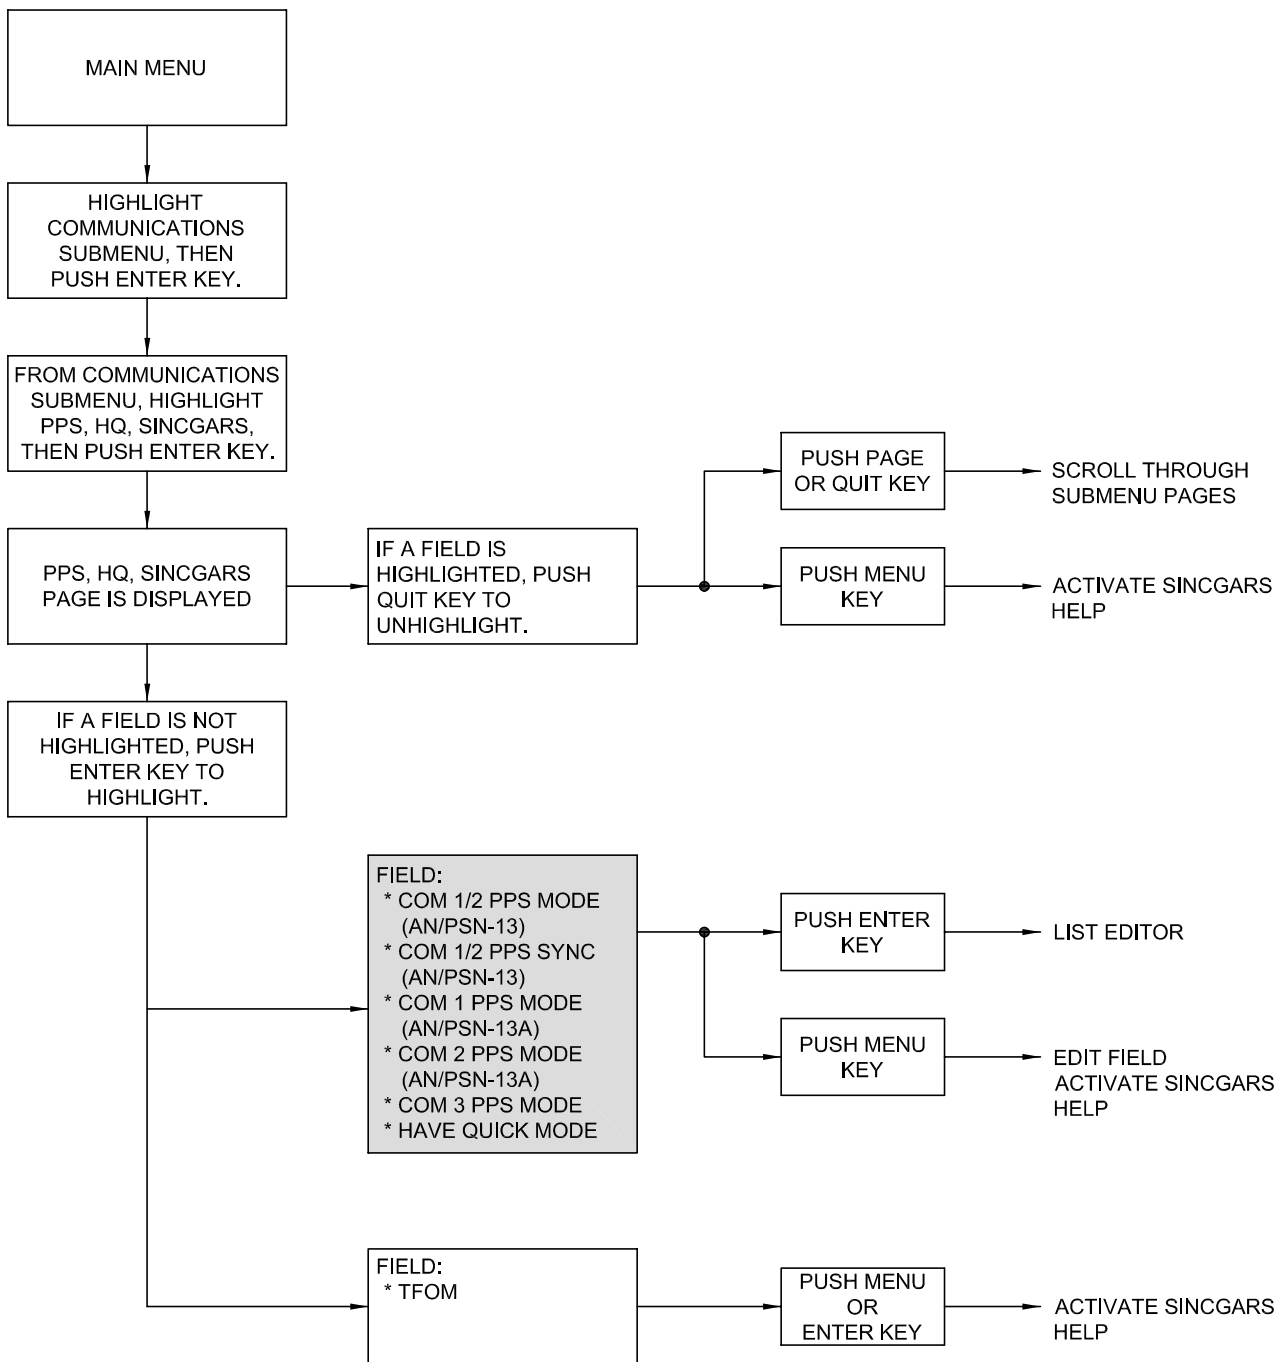 MAIN MENU
HIGHLIGHT
COMMUNICATIONS
SUBMENU, THEN
PUSH ENTER KEY.
FROM COMMUNICATIONS
SUBMENU, HIGHLIGHT
PPS, HQ, SINCGARS,
THEN PUSH ENTER KEY.
PPS, HQ, SINCGARS
PAGE IS DISPLAYED
IF A FIELD IS
HIGHLIGHTED, PUSH
QUIT KEY TO
UNHIGHLIGHT.
PUSH PAGE
OR QUIT KEY
SCROLL THROUGH
SUBMENU PAGES
PUSH MENU
KEY
ACTIVATE SINCGARS
HELP
IF A FIELD IS NOT
HIGHLIGHTED, PUSH
ENTER KEY TO
HIGHLIGHT.
FIELD:
* COM 1/2 PPS MODE
(AN/PSN-13)
* COM 1/2 PPS SYNC
(AN/PSN-13)
* COM 1 PPS MODE
(AN/PSN-13A)
* COM 2 PPS MODE
(AN/PSN-13A)
* COM 3 PPS MODE
* HAVE QUICK MODE
PUSH ENTER
KEY
LIST EDITOR
PUSH MENU
KEY
EDIT FIELD
ACTIVATE SINCGARS
HELP
FIELD:
* TFOM
PUSH MENU
OR
ENTER KEY
ACTIVATE SINCGARS
HELP